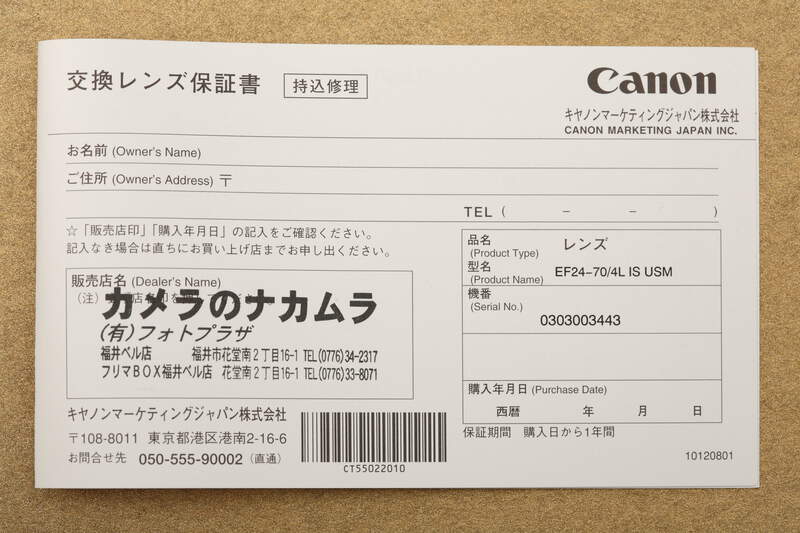 交換レンズ保証書 持込修理
Canon
キヤノンマーケティングジャパン株式会社
CANON MARKETING JAPAN INC.
お名前 (Owner's Name)
ご住所 (Owner's Address) 〒
TEL ( － － )
☆「販売店印」「購入年月日」の記入をご確認ください。
記入なき場合は直ちにお買い上げ店までお申し出ください。
販売店名 (Dealer's Name)
(注)
カメラのナカムラ
(有)フォトプラザ
福井ベル店 福井市花堂南2丁目16-1 TEL(0776)34-2317
フリマBOX福井ベル店 花堂南2丁目16-1 TEL(0776)33-8071
品名
(Product Type) レンズ
型名
(Product Name) EF24-70/4L IS USM
機番
(Serial No.)
0303003443
購入年月日 (Purchase Date)
西暦 年 月 日
保証期間 購入日から1年間
キヤノンマーケティングジャパン株式会社
〒108-8011 東京都港区港南2-16-6
お問合せ先 050-555-90002 (直通)
CT55022010
10120801